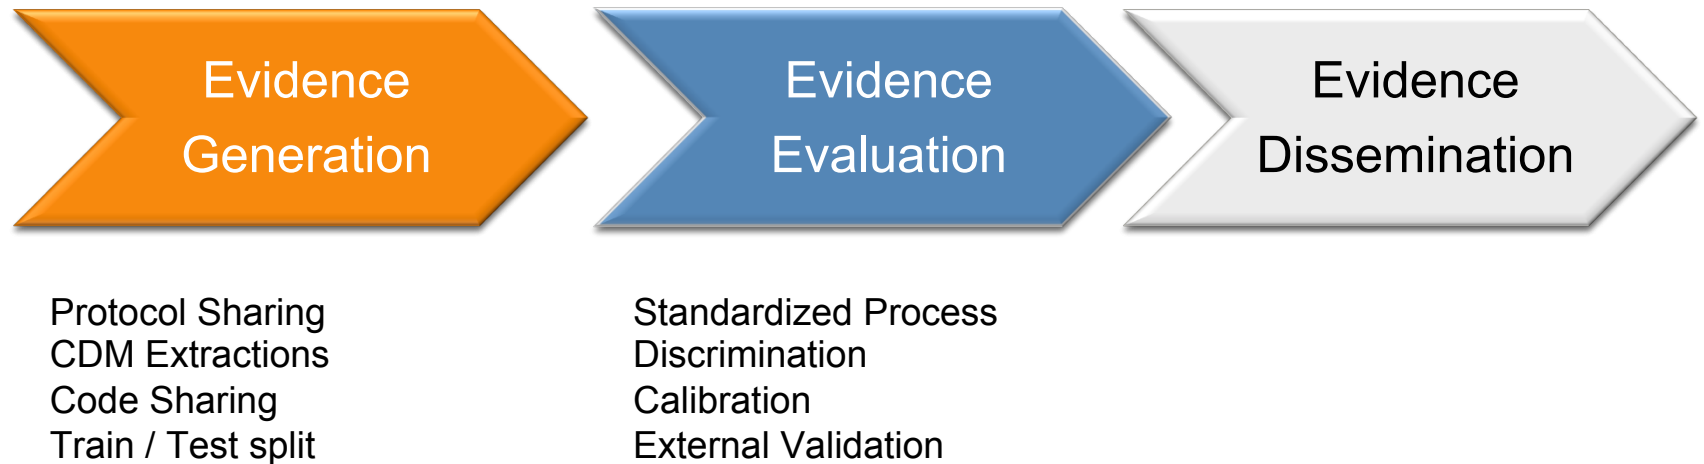 Evidence
Generation
Evidence
Evaluation
Evidence
Dissemination
Protocol Sharing
CDM Extractions
Code Sharing
Train / Test split
Standardized Process
Discrimination
Calibration
External Validation